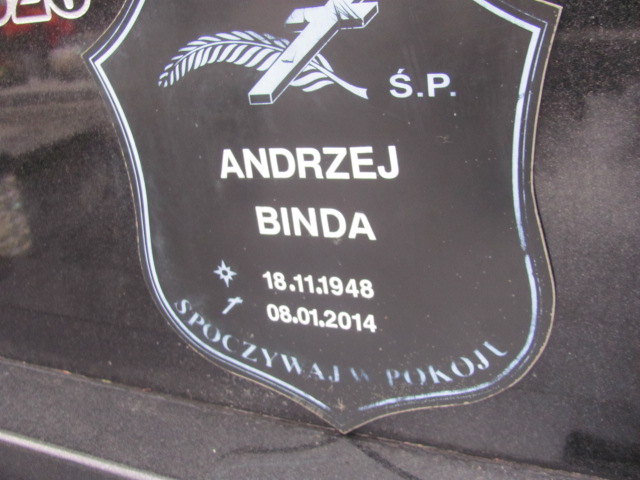 Ś.P.
ANDRZEJ
BINDA
18.11.1948
08.01.2014
SPOCZYWAJ W POKOJU